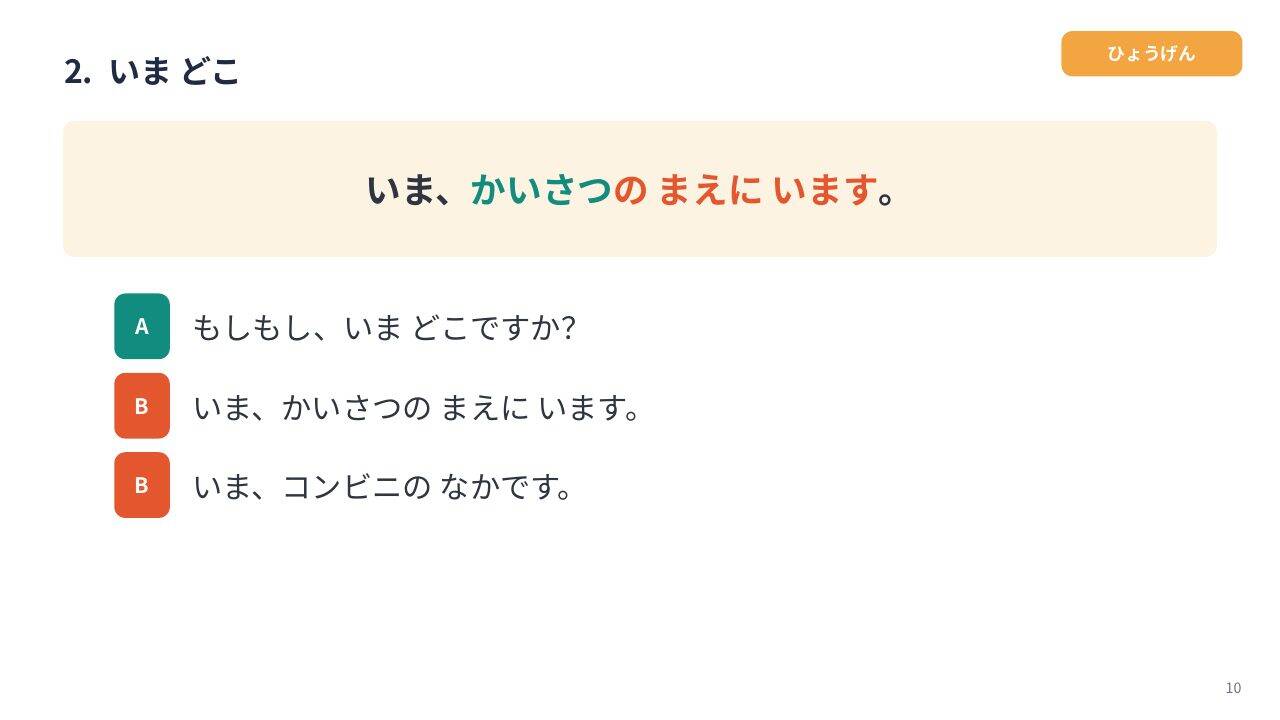 2. いま どこ
ひょうげん
いま、かいさつの まえに います。
A もしもし、いま どこですか?
B いま、かいさつの まえに います。
B いま、コンビニの なかです。
10